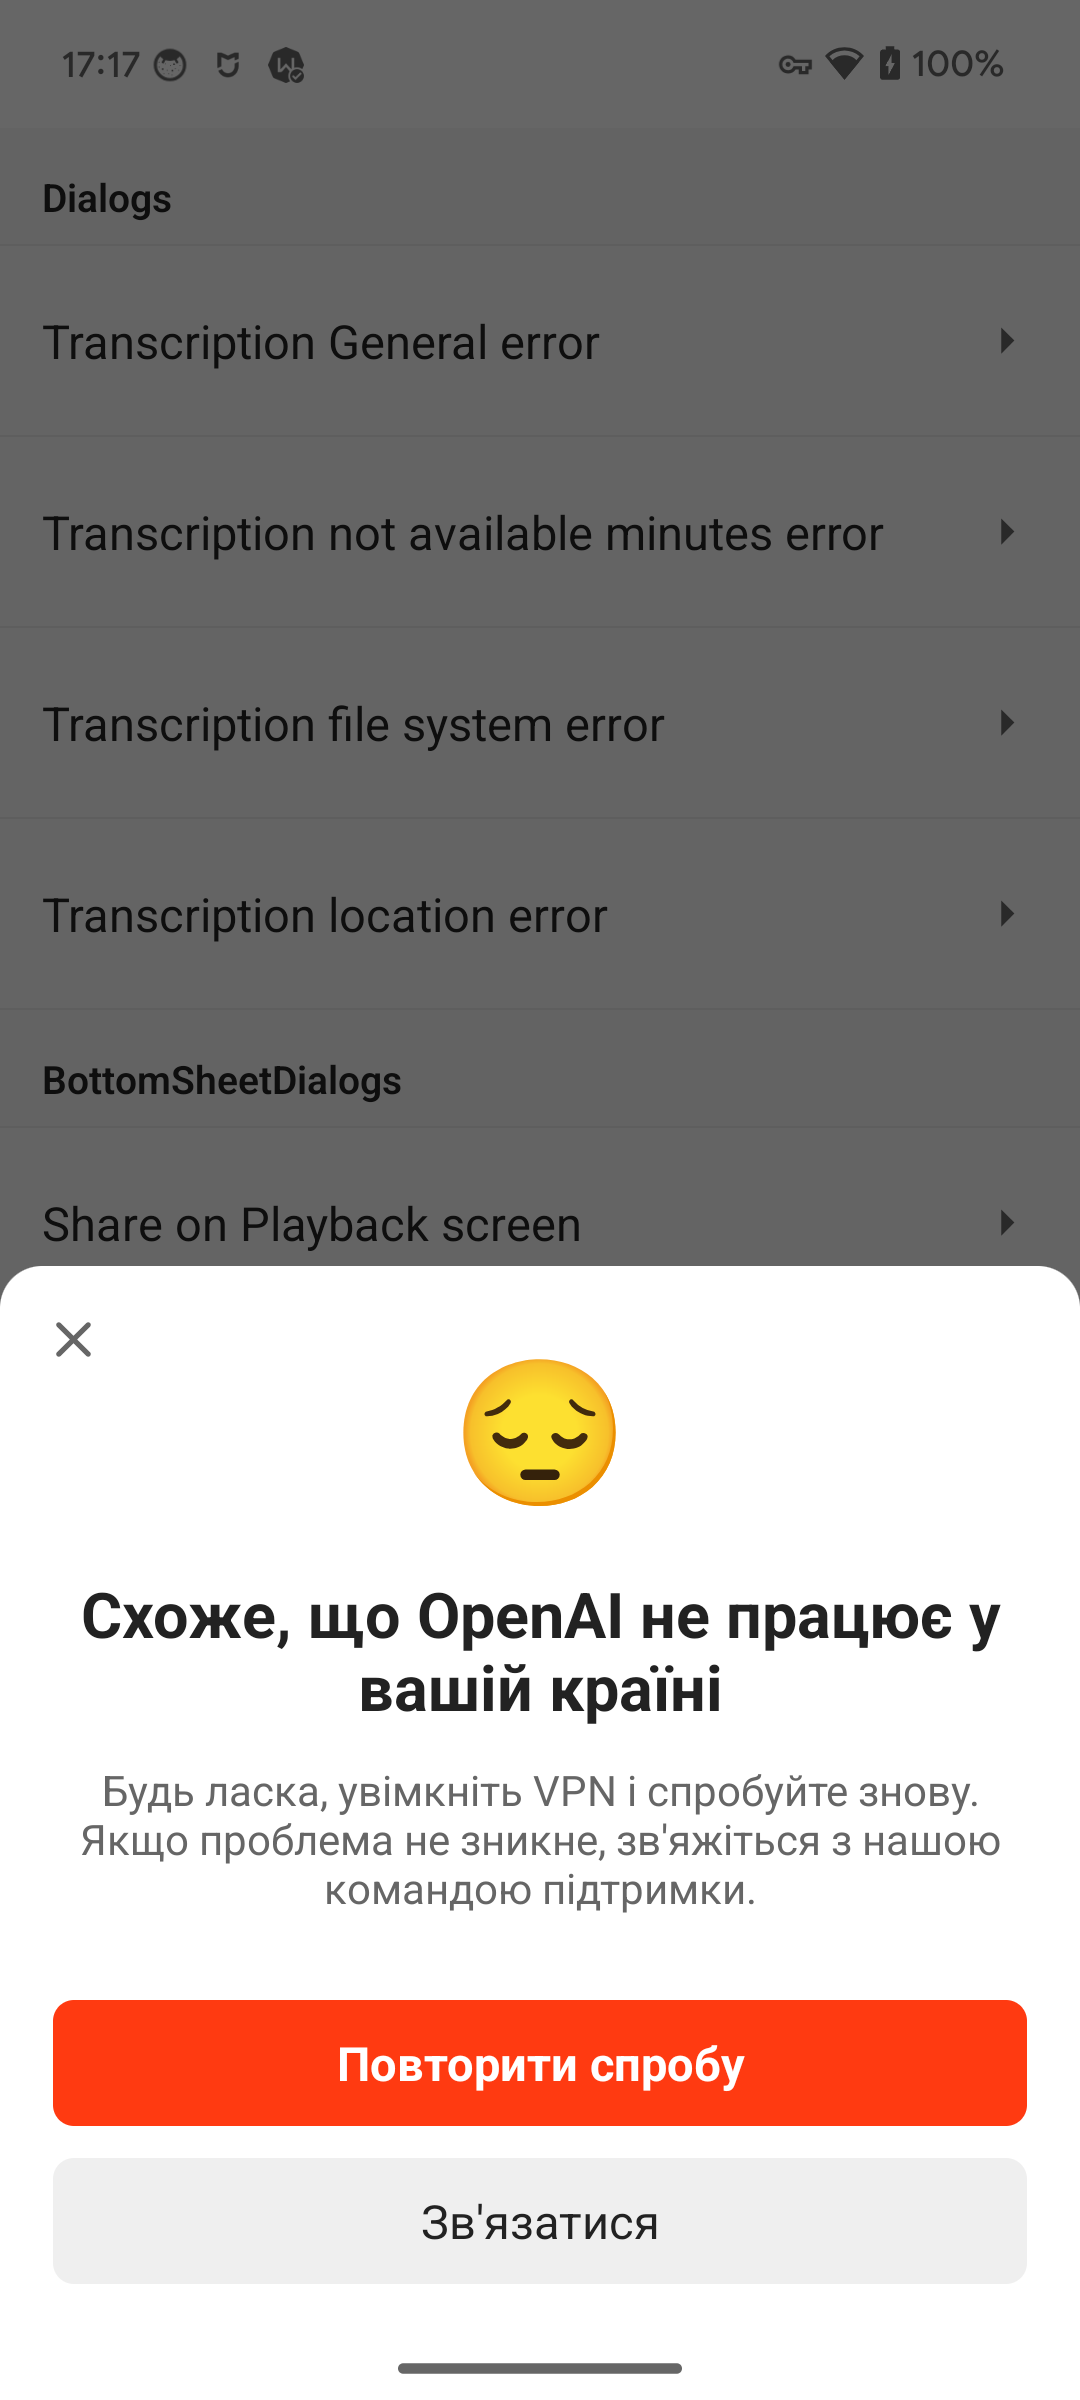 17:17
100%
Dialogs
Transcription General error
Transcription not available minutes error
Transcription file system error
Transcription location error
BottomSheetDialogs
Share on Playback screen
Схоже, що OpenAI не працює у
вашій країні
Будь ласка, увімкніть VPN і спробуйте знову.
Якщо проблема не зникне, зв'яжіться з нашою
командою підтримки.
Повторити спробу
Зв'язатися